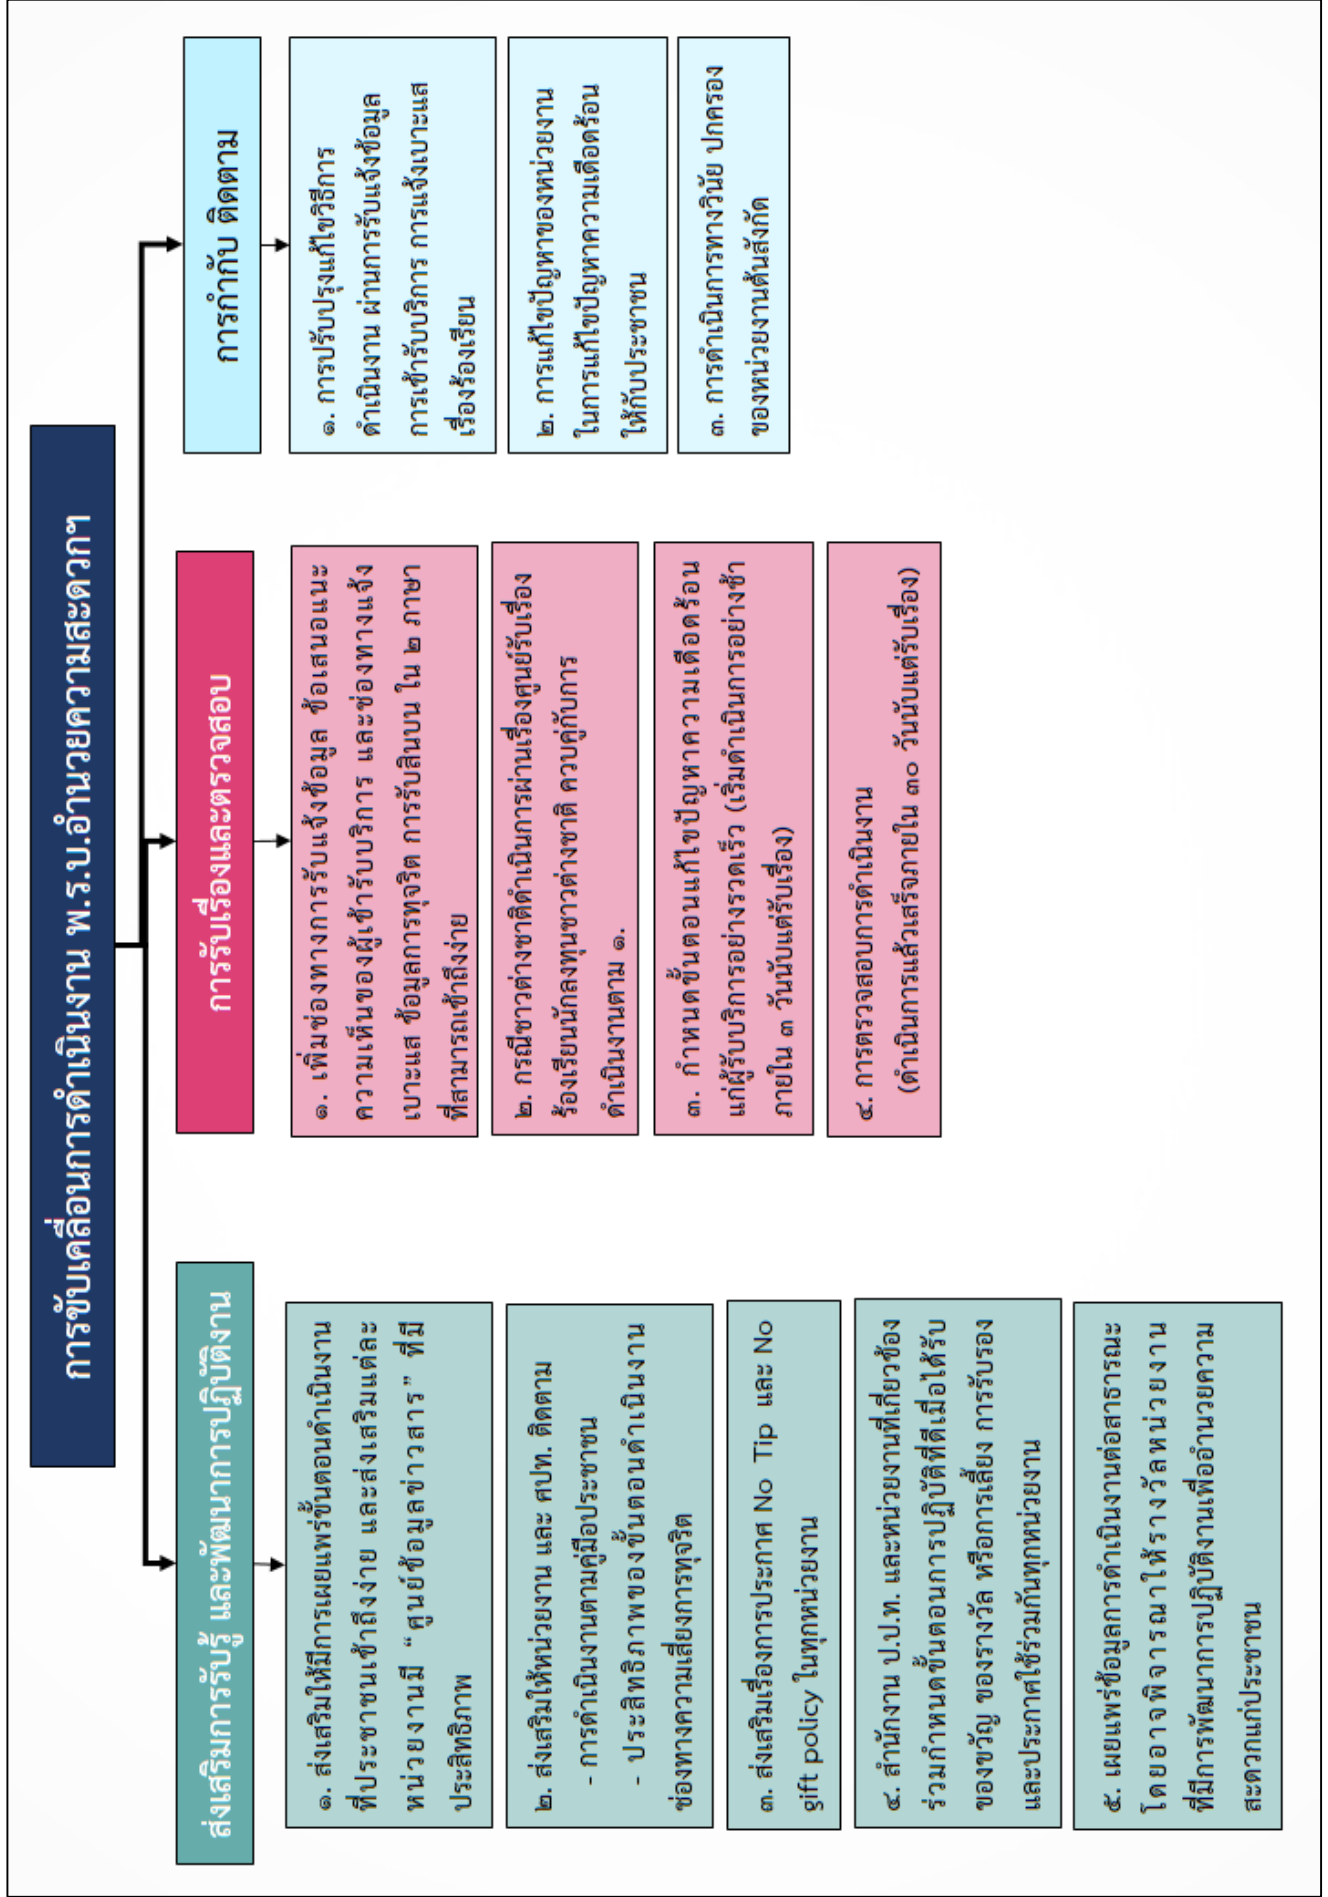 การขับเคลื่อนการดำเนินงาน พ.ร.บ.อำนวยความสะดวกฯ
ส่งเสริมการรับรู้ และพัฒนาการปฏิบัติงาน
๑. ส่งเสริมให้มีการเผยแพร่ขั้นตอนดำเนินงาน
ที่ประชาชนเข้าถึงง่าย และส่งเสริมแต่ละ
หน่วยงานมี “ศูนย์ข้อมูลข่าวสาร” ที่มี
ประสิทธิภาพ
๒. ส่งเสริมให้หน่วยงาน และ ศปท. ติดตาม
- การดำเนินงานตามคู่มือประชาชน
- ประสิทธิภาพของขั้นตอนดำเนินงาน
ช่องทางความเสี่ยงการทุจริต
๓. ส่งเสริมเรื่องการประกาศ No Tip และ No
gift policy ในทุกหน่วยงาน
๔. สำนักงาน ป.ป.ท. และหน่วยงานที่เกี่ยวข้อง
ร่วมกำหนดขั้นตอนการปฏิบัติที่ดีเมื่อได้รับ
ของขวัญ ของรางวัล หรือการเลี้ยง การรับรอง
และประกาศใช้ร่วมกันทุกหน่วยงาน
๕. เผยแพร่ข้อมูลการดำเนินงานต่อสาธารณะ
โดยอาจพิจารณาให้รางวัลหน่วยงาน
ที่มีการพัฒนาการปฏิบัติงานเพื่ออำนวยความ
สะดวกแก่ประชาชน
การรับเรื่องและตรวจสอบ
๑. เพิ่มช่องทางการรับแจ้งข้อมูล ข้อเสนอแนะ
ความเห็นของผู้เข้ารับบริการ และช่องทางแจ้ง
เบาะแส ข้อมูลการทุจริต การรับสินบน ใน ๒ ภาษา
ที่สามารถเข้าถึงง่าย
๒. กรณีชาวต่างชาติดำเนินการผ่านเรื่องศูนย์รับเรื่อง
ร้องเรียนนักลงทุนชาวต่างชาติ ควบคู่กับการ
ดำเนินงานตาม ๑.
๓. กำหนดขั้นตอนแก้ไขปัญหาความเดือดร้อน
แก่ผู้รับบริการอย่างรวดเร็ว (เริ่มดำเนินการอย่างช้า
ภายใน ๓ วันนับแต่รับเรื่อง)
๔. การตรวจสอบการดำเนินงาน
(ดำเนินการแล้วเสร็จภายใน ๓๐ วันนับแต่รับเรื่อง)
การกำกับ ติดตาม
๑. การปรับปรุงแก้ไขวิธีการ
ดำเนินงาน ผ่านการรับแจ้งข้อมูล
การเข้ารับบริการ การแจ้งเบาะแส
เรื่องร้องเรียน
๒. การแก้ไขปัญหาของหน่วยงาน
ในการแก้ไขปัญหาความเดือดร้อน
ให้กับประชาชน
๓. การดำเนินการทางวินัย ปกครอง
ของหน่วยงานต้นสังกัด